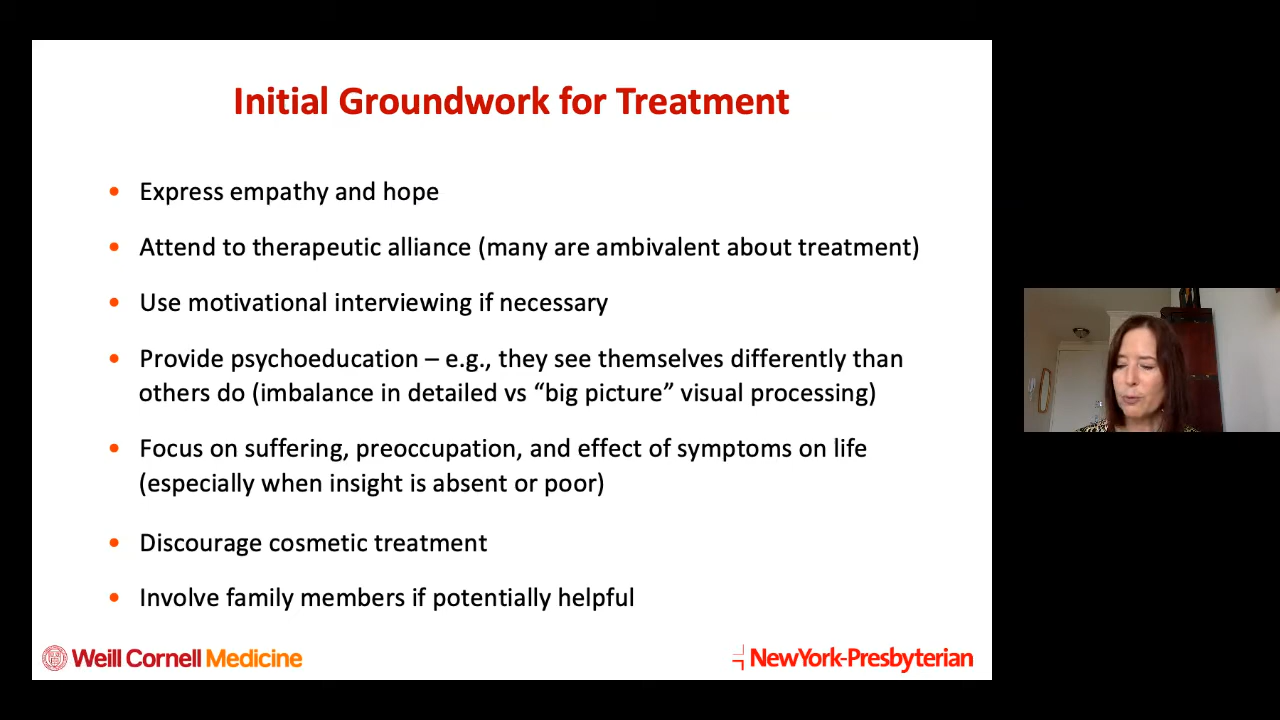 Initial Groundwork for Treatment
• Express empathy and hope
• Attend to therapeutic alliance (many are ambivalent about treatment)
• Use motivational interviewing if necessary
• Provide psychoeducation – e.g., they see themselves differently than
others do (imbalance in detailed vs “big picture” visual processing)
• Focus on suffering, preoccupation, and effect of symptoms on life
(especially when insight is absent or poor)
• Discourage cosmetic treatment
• Involve family members if potentially helpful
Weill Cornell Medicine
NewYork-Presbyterian